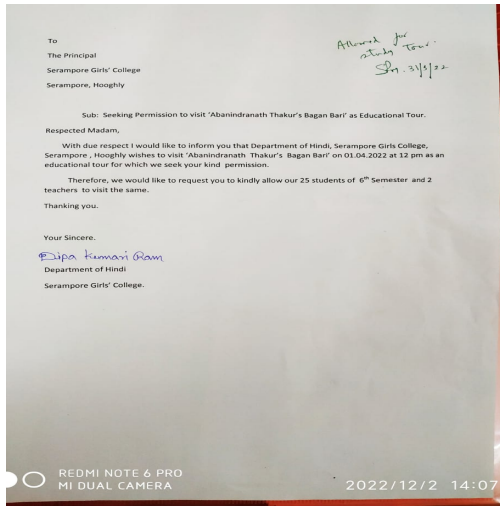 To
Allowed for
study Tour.
31/3/22
The Principal
Serampore Girls' College
Serampore, Hooghly
Sub: Seeking Permission to visit 'Abanindranath Thakur's Bagan Bari' as Educational Tour.
Respected Madam,
With due respect I would like to inform you that Department of Hindi, Serampore Girls College,
Serampore , Hooghly wishes to visit 'Abanindranath Thakur's Bagan Bari' on 01.04.2022 at 12 pm as an
educational tour for which we seek your kind permission.
Therefore, we would like to request you to kindly allow our 25 students of 6th Semester and 2
teachers to visit the same.
Thanking you.
Your Sincere.
Dipa Kumari Ram
Department of Hindi
Serampore Girls' College.
REDMI NOTE 6 PRO
MI DUAL CAMERA
2022/12/2 14:07